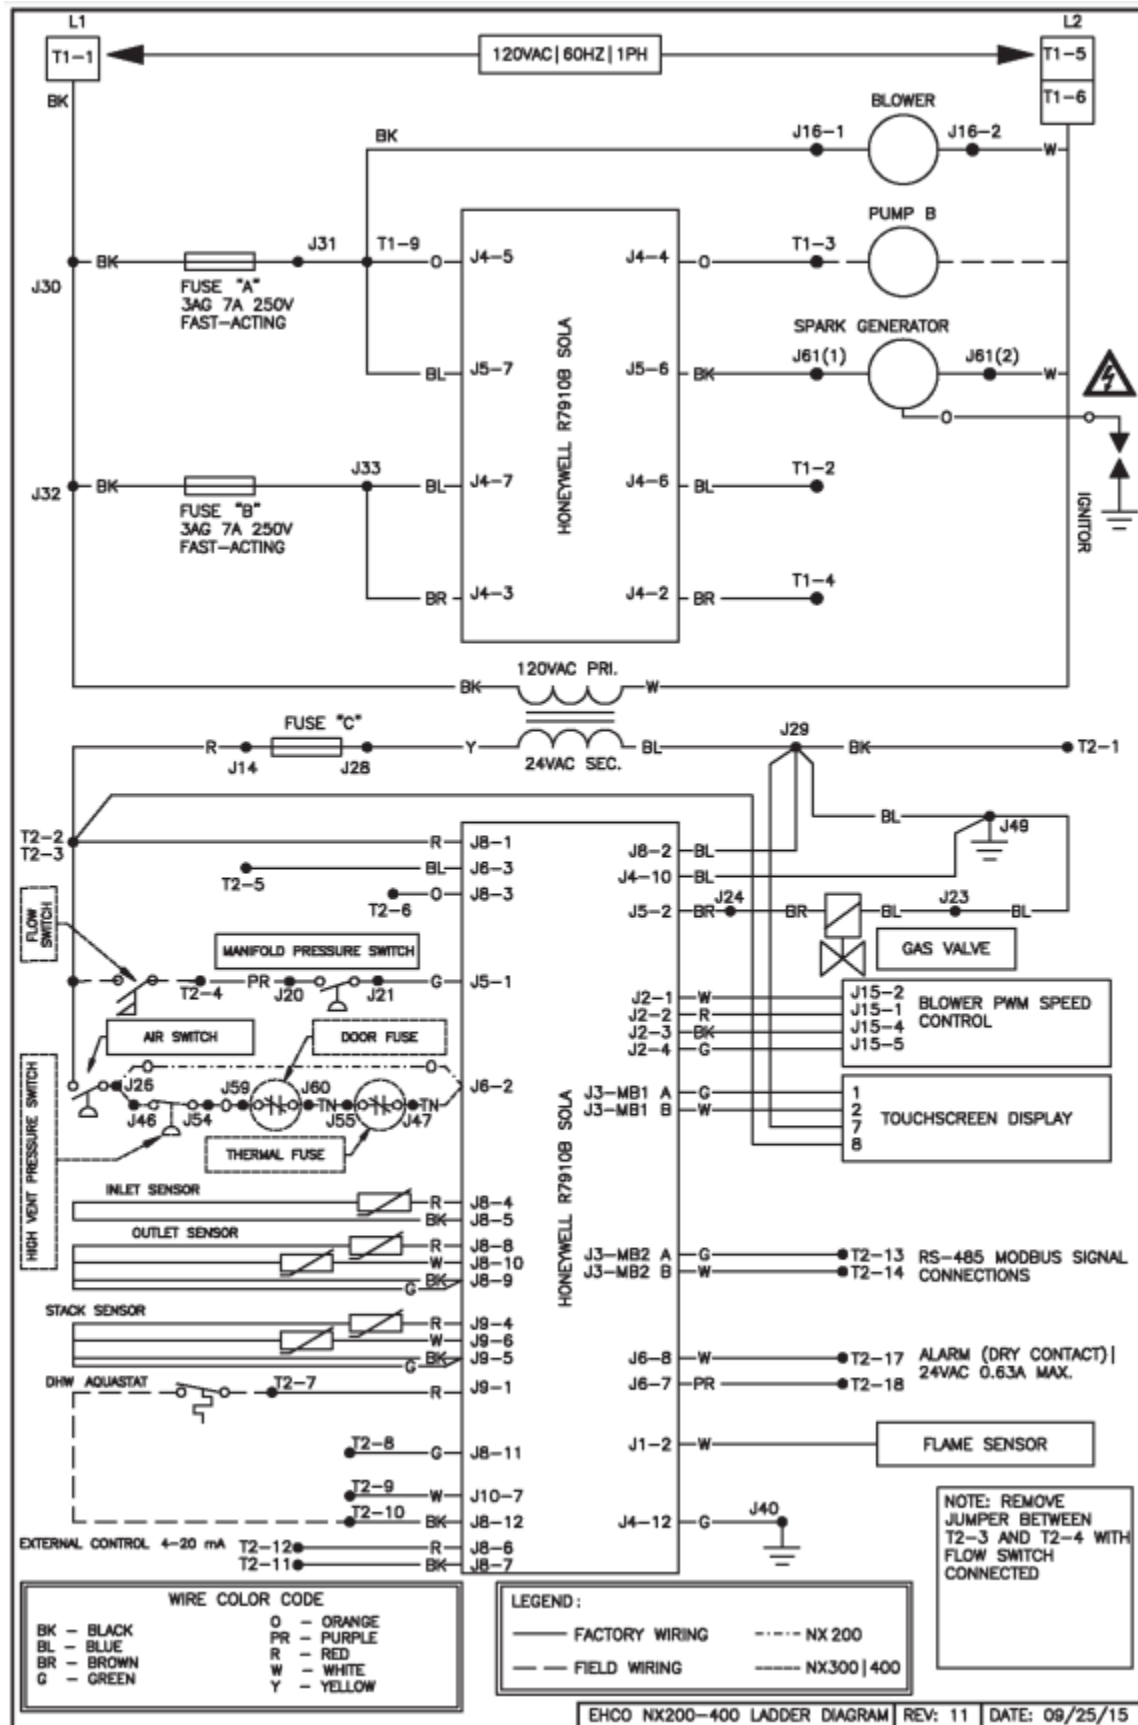 L1
L2
T1-1
120VAC|60HZ|1PH
T1-5
T1-6
BK
BLOWER
BK
J16-1
J16-2
W
PUMP B
J30
BK
J31
T1-9
O
J4-5
J4-4
O
T1-3
FUSE "A"
3AG 7A 250V
FAST-ACTING
SPARK GENERATOR
BL
J5-7
J5-6
BK
J61(1)
J61(2)
W
O
HONEYWELL R7910B SOLA
IGNITOR
J32
BK
J33
BL
J4-7
J4-6
BL
T1-2
FUSE "B"
3AG 7A 250V
FAST-ACTING
BR
J4-3
J4-2
BR
T1-4
120VAC PRI.
BK
W
FUSE "C"
R
J14
J28
Y
24VAC SEC.
BL
J29
BK
T2-1
T2-2
T2-3
R
J8-1
J8-2
BL
BL
J49
T2-5
BL
J6-3
J4-10
BL
T2-6
O
J8-3
J5-2
BR
J24
BR
BL
J23
BL
FLOW
SWITCH
MANIFOLD PRESSURE SWITCH
GAS VALVE
T2-4
PR
J20
J21
G
J5-1
J2-1
W
J15-2
J2-2
R
J15-1
J2-3
BK
J15-4
J2-4
G
J15-5
BLOWER PWM SPEED
CONTROL
AIR SWITCH
DOOR FUSE
O
J26
J59
J60
J6-2
J46
J54
O
TN
J55
J47
TN
THERMAL FUSE
HIGH VENT PRESSURE SWITCH
J3-MB1 A
G
1
J3-MB1 B
W
2
7
8
TOUCHSCREEN DISPLAY
HONEYWELL R7910B SOLA
INLET SENSOR
R
J8-4
BK
J8-5
OUTLET SENSOR
R
J8-8
W
J8-10
BK
J8-9
G
J3-MB2 A
G
T2-13
J3-MB2 B
W
T2-14
RS-485 MODBUS SIGNAL
CONNECTIONS
STACK SENSOR
R
J9-4
W
J9-6
BK
J9-5
G
J6-8
W
T2-17
J6-7
PR
T2-18
ALARM (DRY CONTACT)|
24VAC 0.63A MAX.
DHW AQUASTAT
T2-7
R
J9-1
T2-8
G
J8-11
J1-2
W
FLAME SENSOR
T2-9
W
J10-7
T2-10
BK
J8-12
J4-12
G
J40
EXTERNAL CONTROL 4-20 mA
T2-12
R
J8-6
T2-11
BK
J8-7
NOTE: REMOVE
JUMPER BETWEEN
T2-3 AND T2-4 WITH
FLOW SWITCH
CONNECTED
WIRE COLOR CODE
BK - BLACK
BL - BLUE
BR - BROWN
G - GREEN
O - ORANGE
PR - PURPLE
R - RED
W - WHITE
Y - YELLOW
LEGEND:
FACTORY WIRING
NX 200
FIELD WIRING
NX300|400
EHCO NX200-400 LADDER DIAGRAM
REV: 11
DATE: 09/25/15